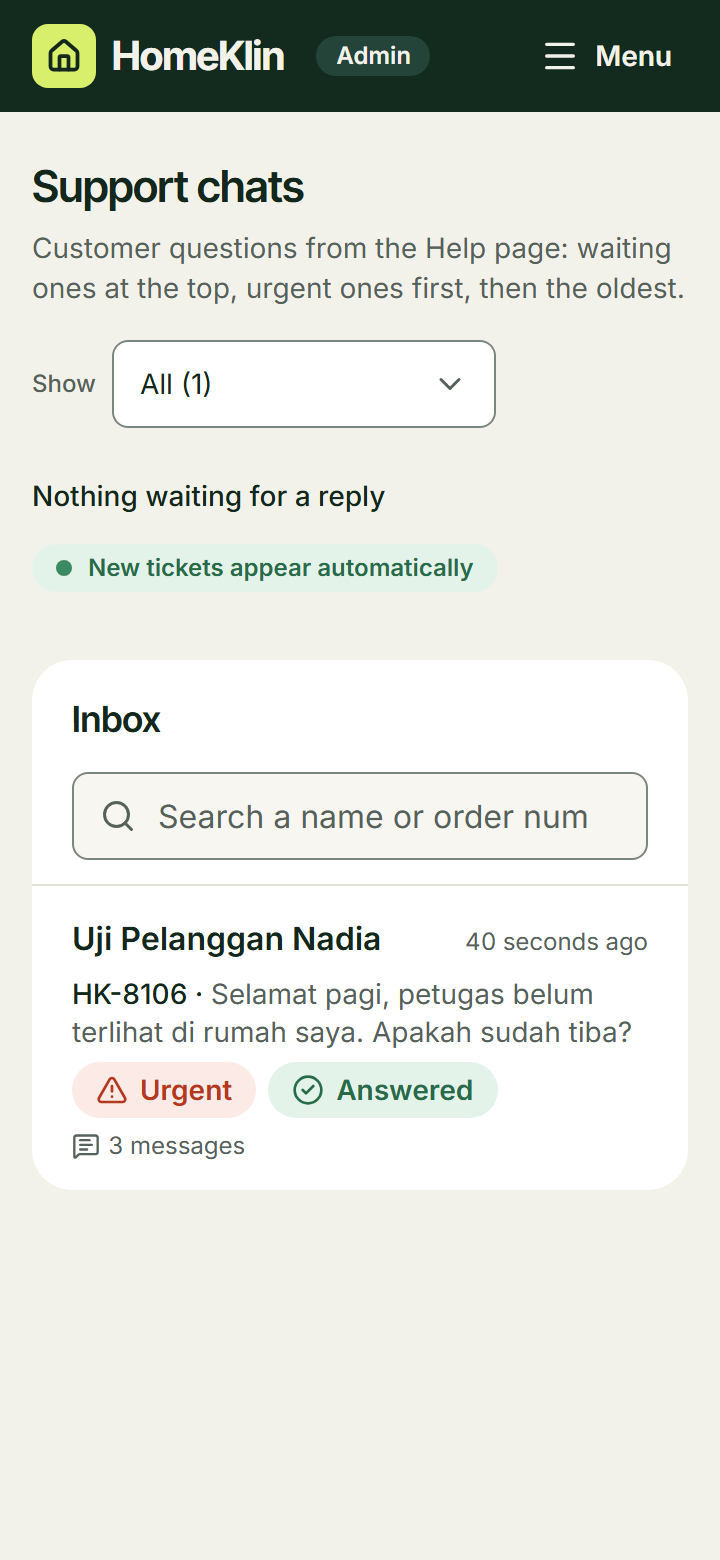 HomeKlin
Admin
Menu
Support chats
Customer questions from the Help page: waiting
ones at the top, urgent ones first, then the oldest.
Show
All (1)
Nothing waiting for a reply
New tickets appear automatically
Inbox
Search a name or order num
Uji Pelanggan Nadia
40 seconds ago
HK-8106 · Selamat pagi, petugas belum
terlihat di rumah saya. Apakah sudah tiba?
Urgent
Answered
3 messages